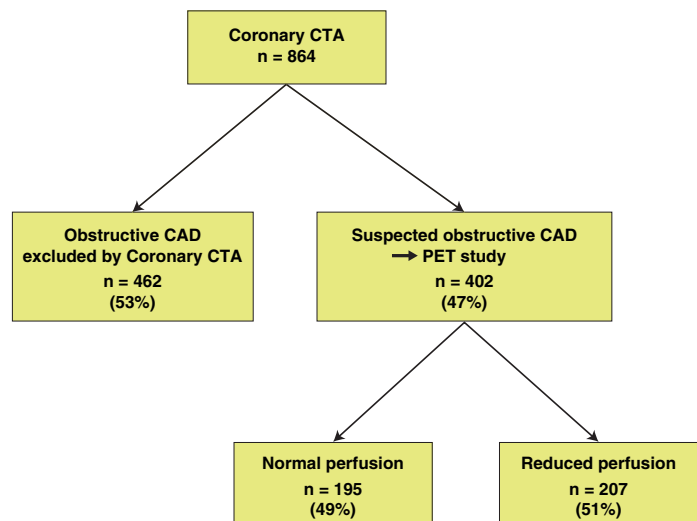 Coronary CTA
n = 864
Obstructive CAD
excluded by Coronary CTA
n = 462
(53%)
Suspected obstructive CAD
→ PET study
n = 402
(47%)
Normal perfusion
n = 195
(49%)
Reduced perfusion
n = 207
(51%)